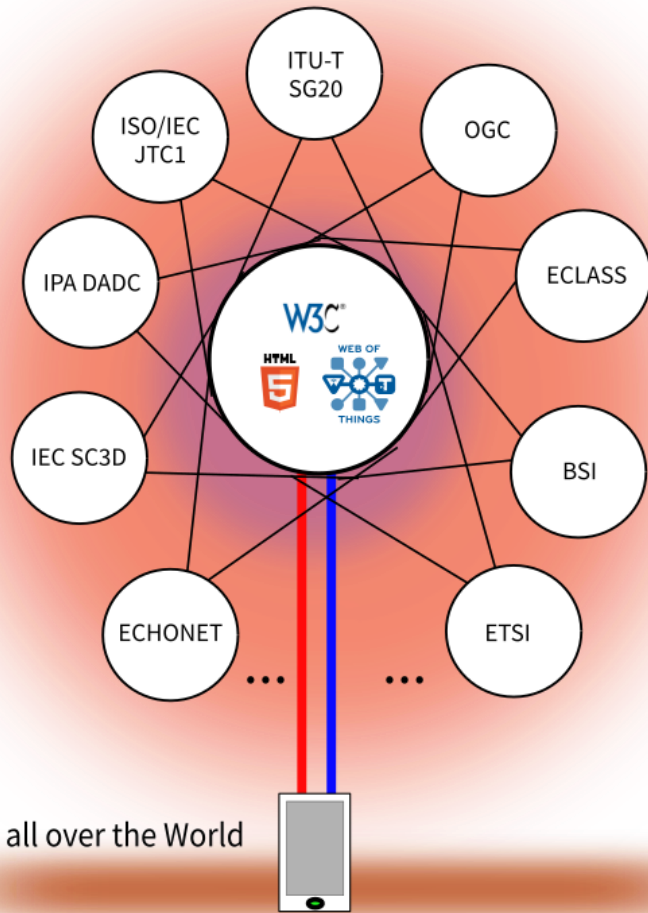 ITU-T
SG20
ISO/IEC
JTC1
OGC
IPA DADC
ECLASS
W3C®
HTML
5
WEB OF
W T
THINGS
IEC SC3D
BSI
ECHONET
ETSI
... ...
all over the World